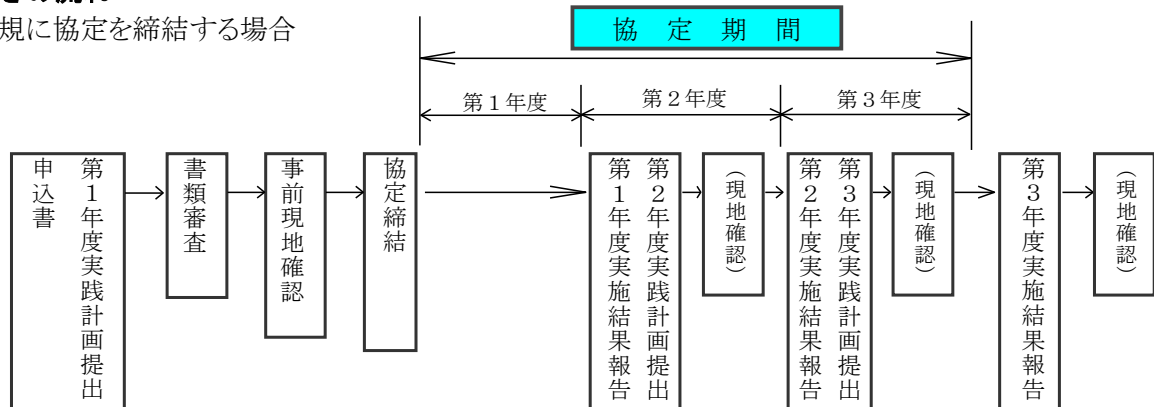 規に協定を締結する場合
協定期間
第１年度
第２年度
第３年度
第１年度実践計画提出
申込書
書類審査
事前現地確認
協定締結
第２年度実践計画提出
第１年度実施結果報告
（現地確認）
第３年度実践計画提出
第２年度実施結果報告
（現地確認）
第３年度実施結果報告
（現地確認）